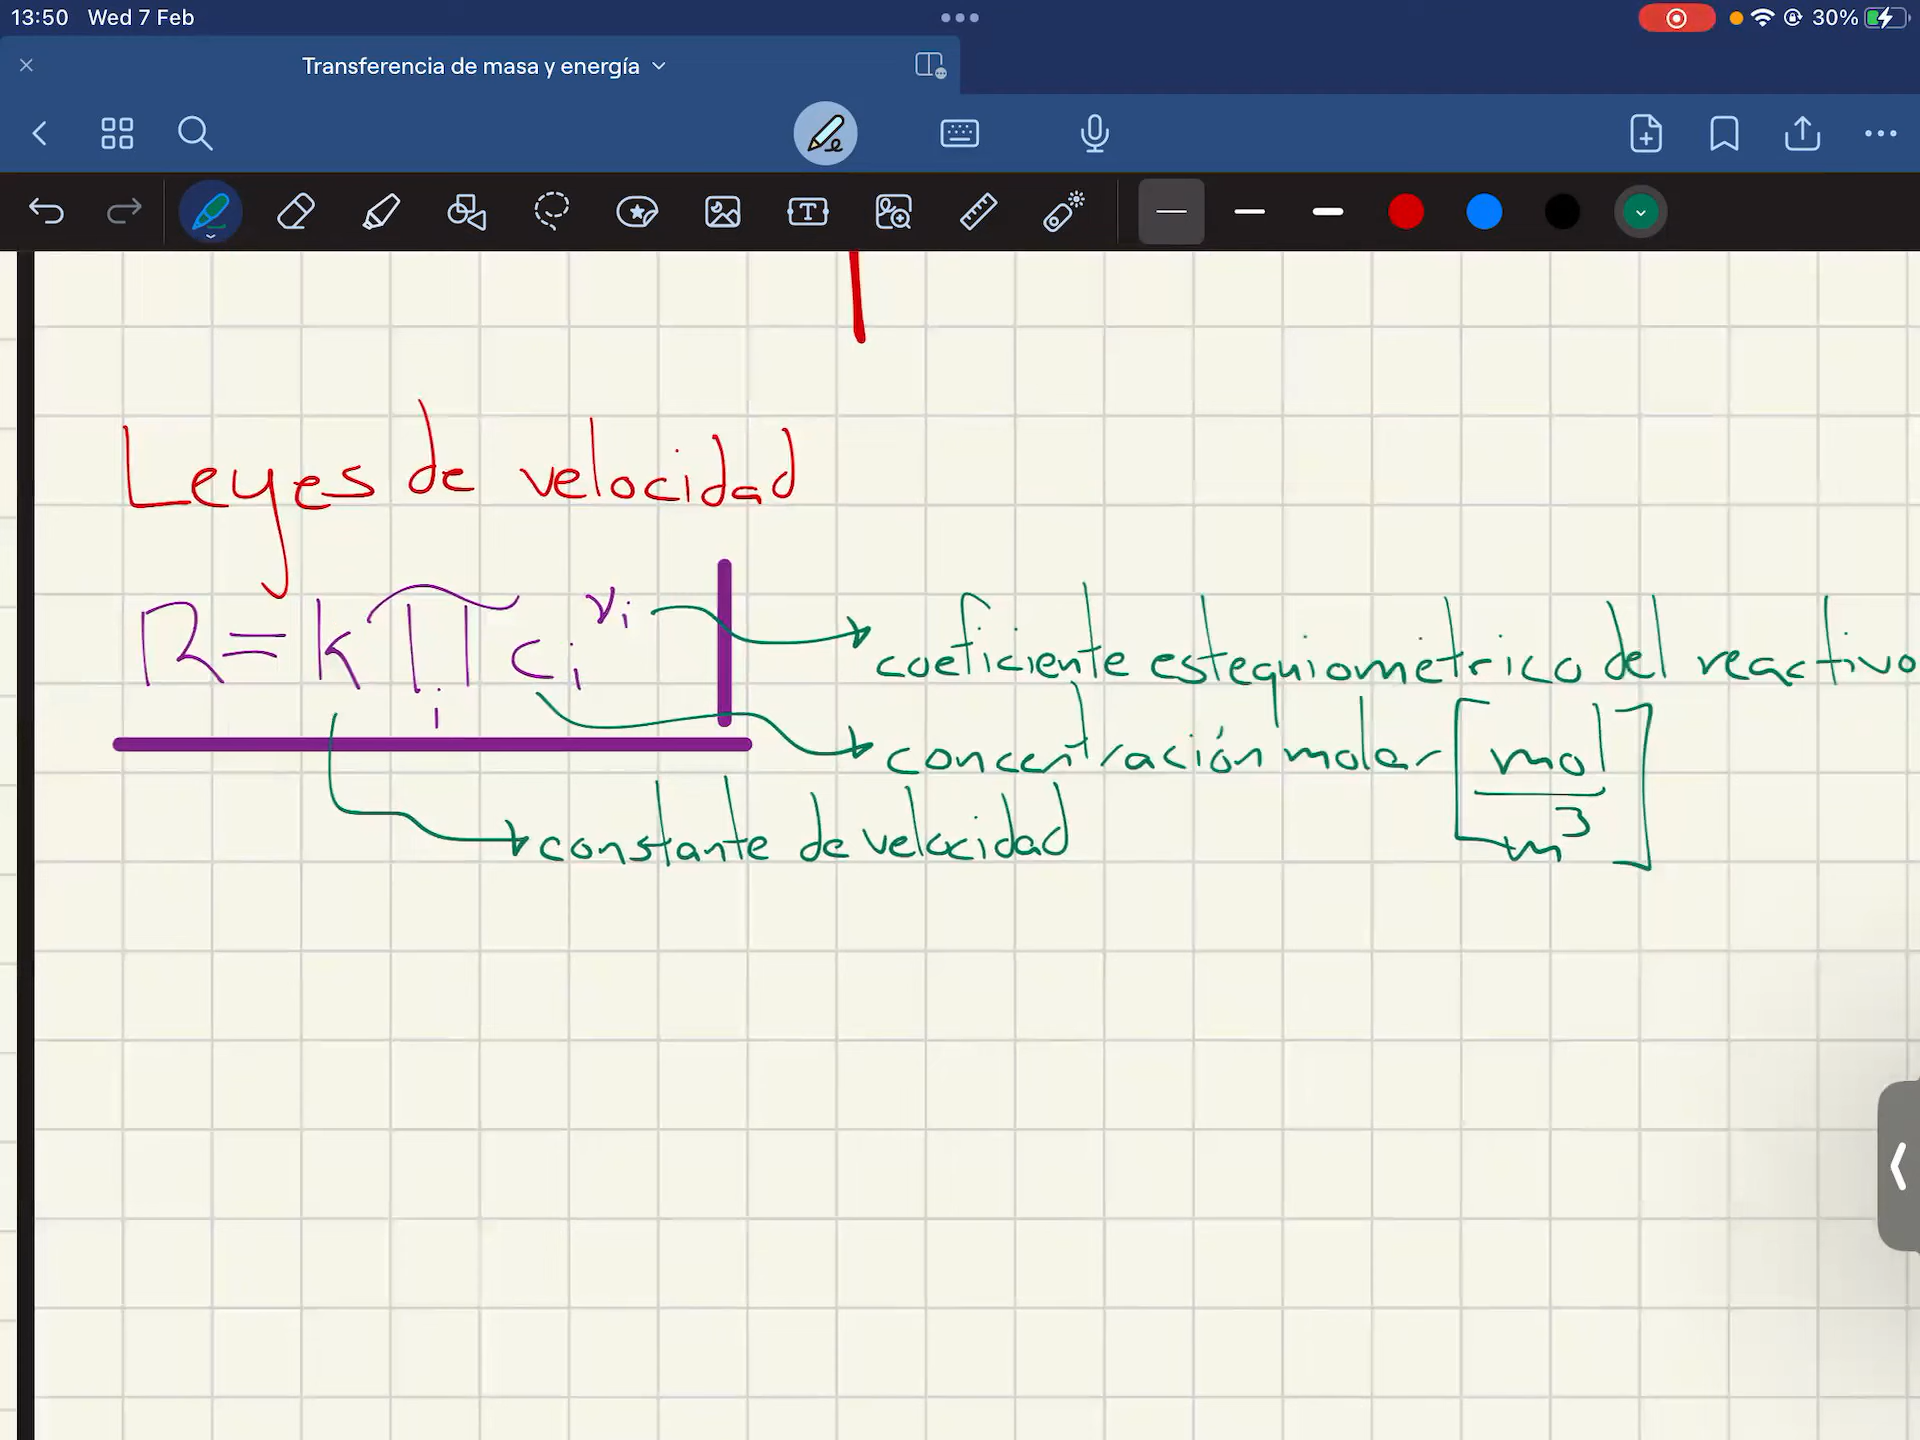 13:50 Wed 7 Feb 30%
Transferencia de masa y energía
Leyes de velocidad
R = k ∏ᵢ cᵢ^νᵢ
coeficiente estequiometrico del reactivo
concentración molar [mol/m³]
constante de velocidad